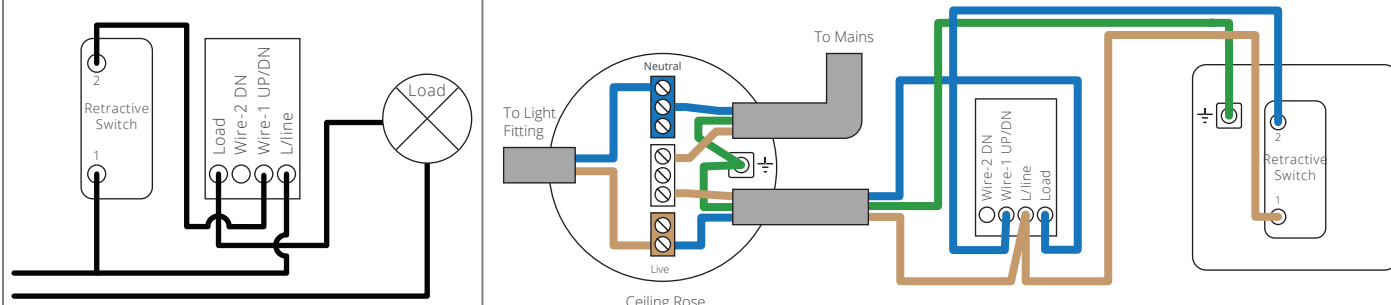 2
Retractive
Switch
1
Load
Wire-2 DN
Wire-1 UP/DN
L/line
Load
To Mains
Neutral
To Light
Fitting
Live
Ceiling Rose
Wire-2 DN
Wire-1 UP/DN
L/line
Load
2
Retractive
Switch
1